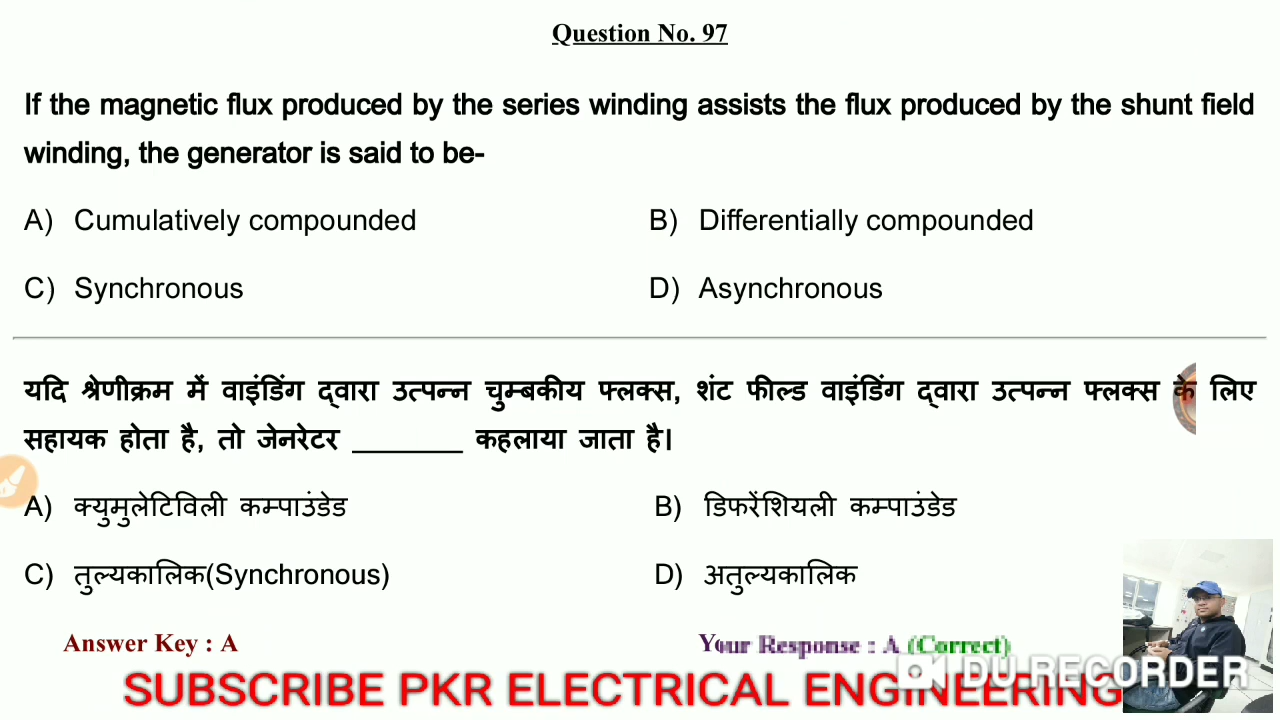 Question No. 97
If the magnetic flux produced by the series winding assists the flux produced by the shunt field
winding, the generator is said to be-
A) Cumulatively compounded B) Differentially compounded
C) Synchronous D) Asynchronous
यदि श्रेणीक्रम में वाइंडिंग द्वारा उत्पन्न चुम्बकीय फ्लक्स, शंट फील्ड वाइंडिंग द्वारा उत्पन्न फ्लक्स के लिए
सहायक होता है, तो जेनरेटर ________ कहलाया जाता है।
A) क्युमुलेटिविली कम्पाउंडेड B) डिफरेंशियली कम्पाउंडेड
C) तुल्यकालिक(Synchronous) D) अतुल्यकालिक
Answer Key : A Your Response : A (Correct)
SUBSCRIBE PKR ELECTRICAL ENGINEERING
DU RECORDER